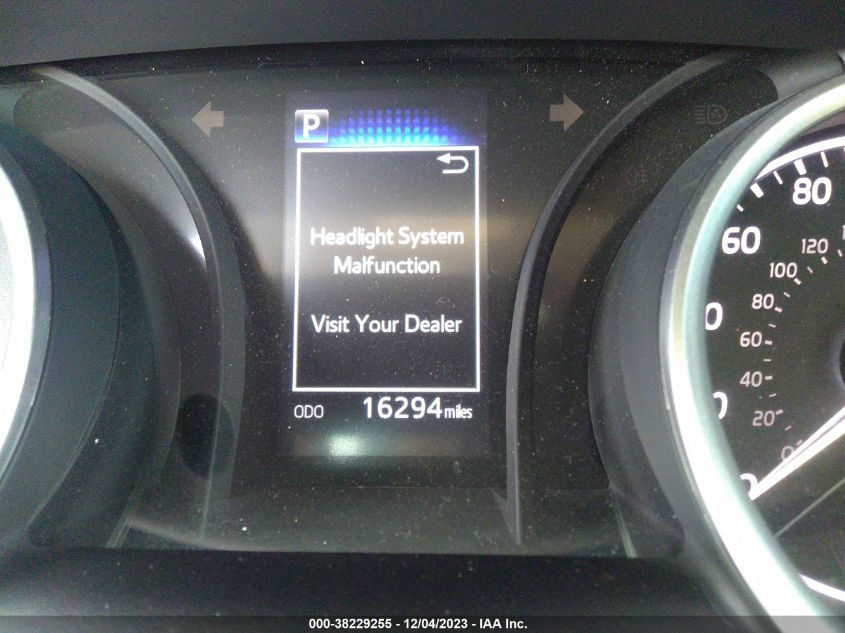 P
Headlight System
Malfunction
Visit Your Dealer
ODO 16294 miles
80
60
120
100
80
60
40
20
0
000-38229255 - 12/04/2023 - IAA Inc.